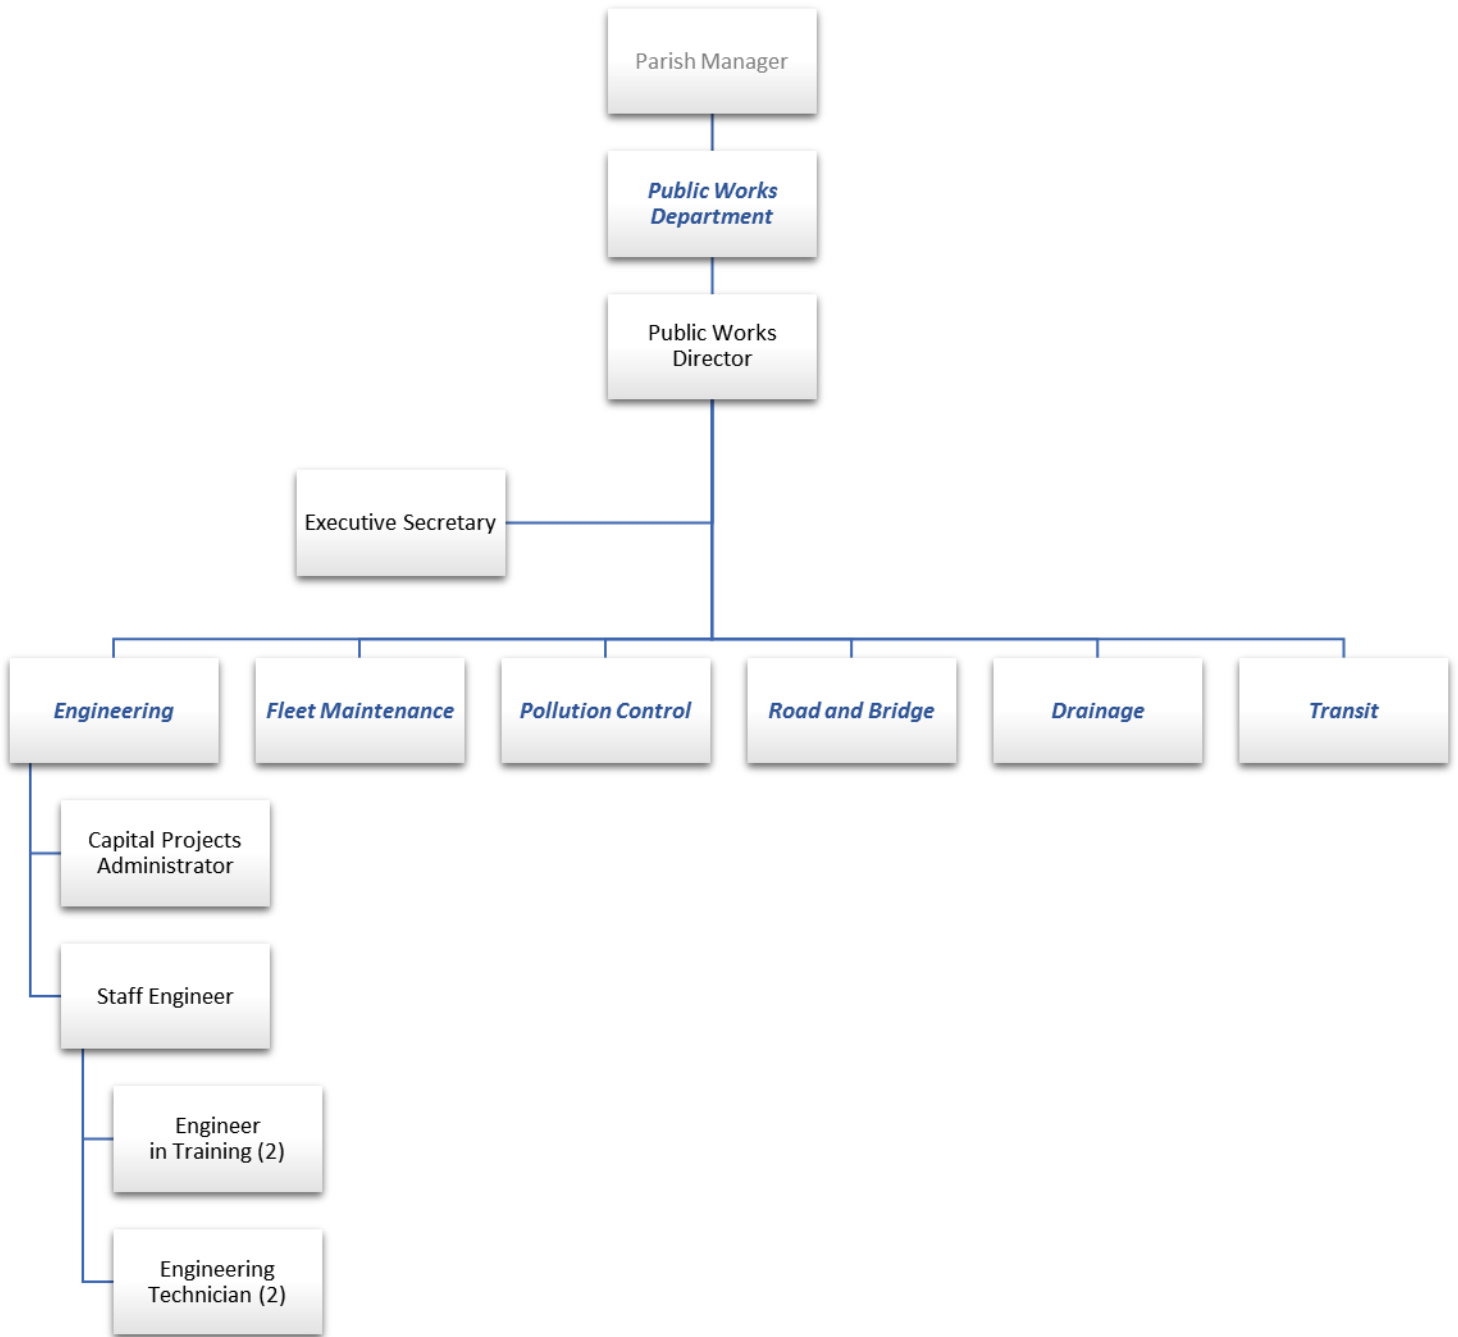 Parish Manager
Public Works
Department
Public Works
Director
Executive Secretary
Engineering
Fleet Maintenance
Pollution Control
Road and Bridge
Drainage
Transit
Capital Projects
Administrator
Staff Engineer
Engineer
in Training (2)
Engineering
Technician (2)